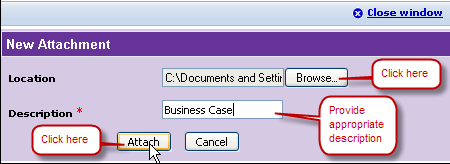 Close window
New Attachment
Location C:\Documents and Settin Browse... Click here
Description * Business Case Provide
appropriate
description
Click here Attach Cancel